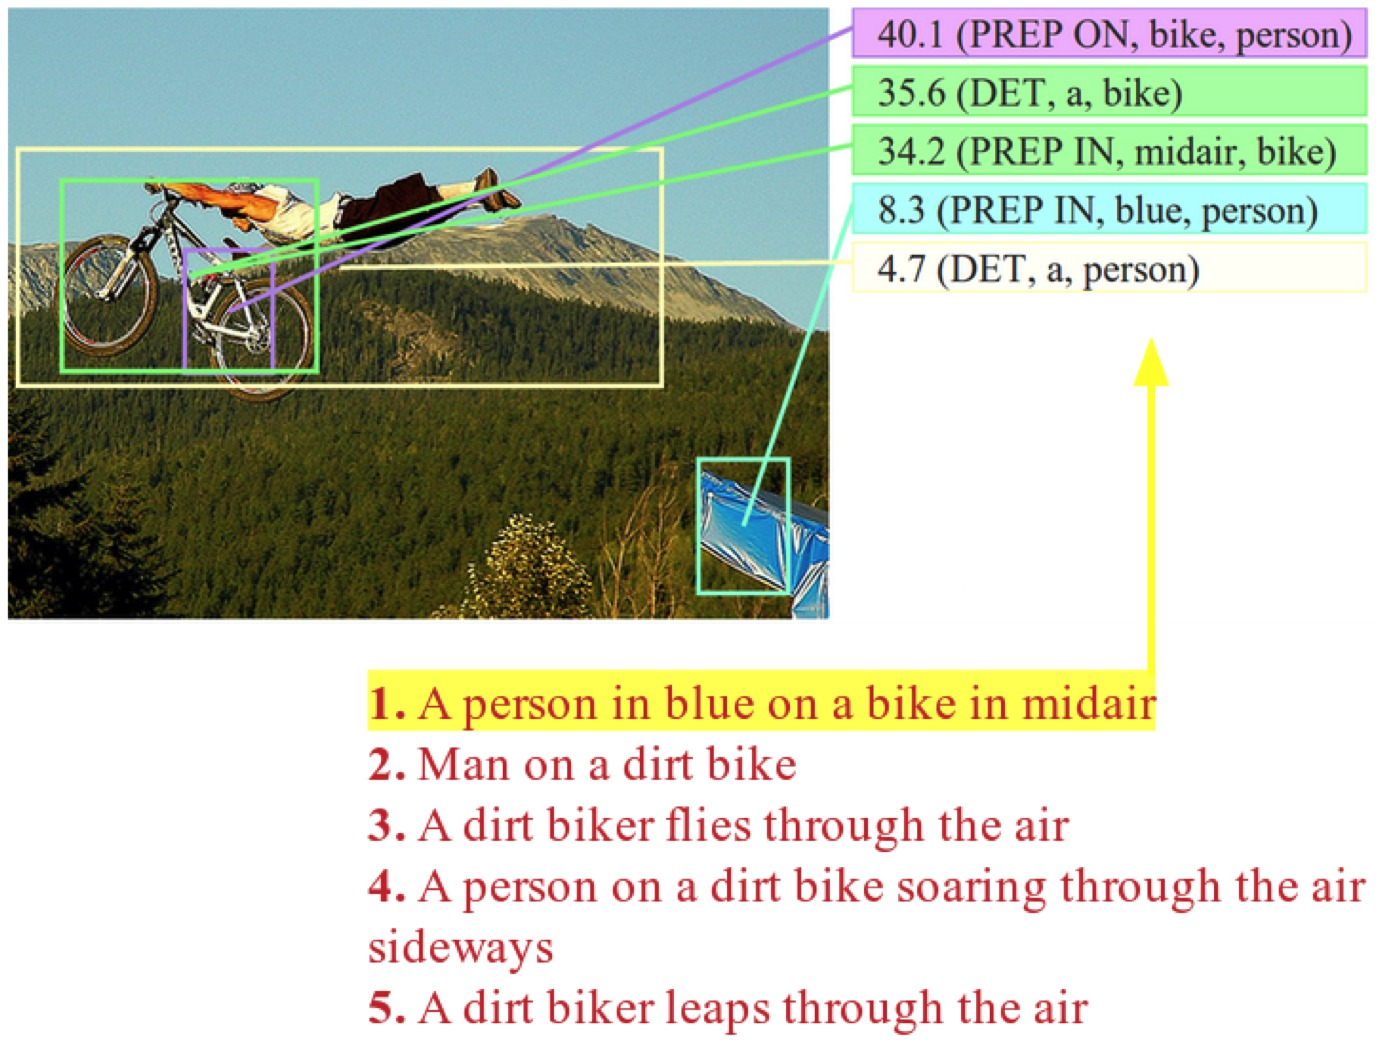 40.1 (PREP ON, bike, person)
35.6 (DET, a, bike)
34.2 (PREP IN, midair, bike)
8.3 (PREP IN, blue, person)
4.7 (DET, a, person)
1. A person in blue on a bike in midair
2. Man on a dirt bike
3. A dirt biker flies through the air
4. A person on a dirt bike soaring through the air
sideways
5. A dirt biker leaps through the air